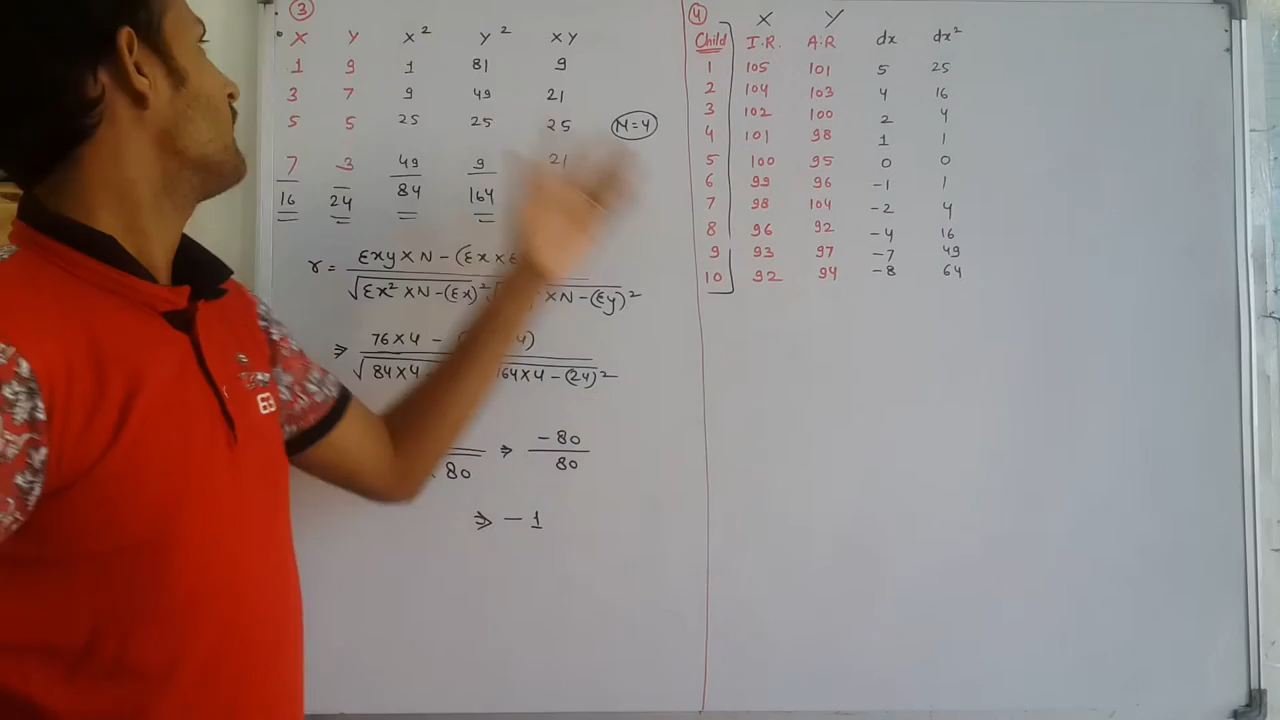 ③
X Y X² Y² XY
1 9 1 81 9
3 7 9 49 21
5 5 25 25 25 N=4
7 3 49 9 21
16 24 84 164
r = Σxy×N-(Σx×Σ
√Σx²×N-(Σx)² √ ×N-(Σy)²
⇒ 76×4 - 4)
√84×4 164×4-(24)²
80 ⇒ -80
80
⇒ -1
④ X Y
Child I.R. A.R dx dx²
1 105 101 5 25
2 104 103 4 16
3 102 100 2 4
4 101 98 1 1
5 100 95 0 0
6 99 96 -1 1
7 98 104 -2 4
8 96 92 -4 16
9 93 97 -7 49
10 92 94 -8 64
63